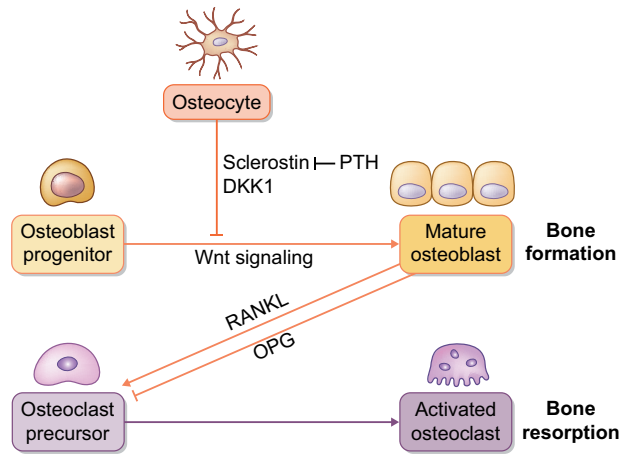 Osteocyte
Sclerostin PTH
DKK1
Osteoblast
progenitor
Wnt signaling
Mature
osteoblast
Bone
formation
RANKL
OPG
Osteoclast
precursor
Activated
osteoclast
Bone
resorption